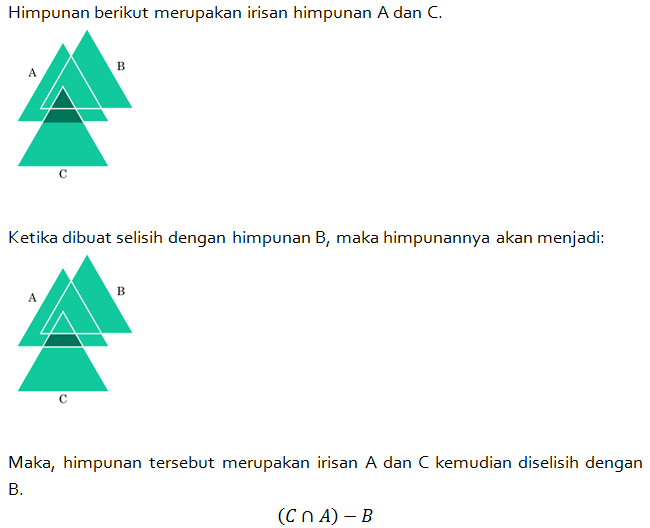 Himpunan berikut merupakan irisan himpunan A dan C.
A
B
C
Ketika dibuat selisih dengan himpunan B, maka himpunannya akan menjadi:
A
B
C
Maka, himpunan tersebut merupakan irisan A dan C kemudian diselisih dengan
B.
(C ∩ A) − B